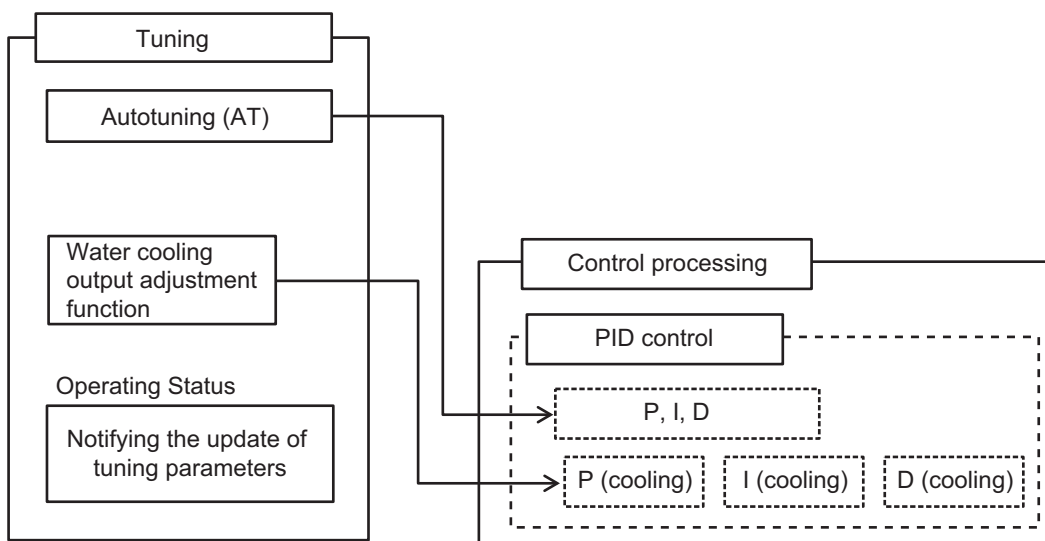 Tuning
Autotuning (AT)
Water cooling
output adjustment
function
Operating Status
Notifying the update of
tuning parameters
Control processing
PID control
P, I, D
P (cooling)
I (cooling)
D (cooling)